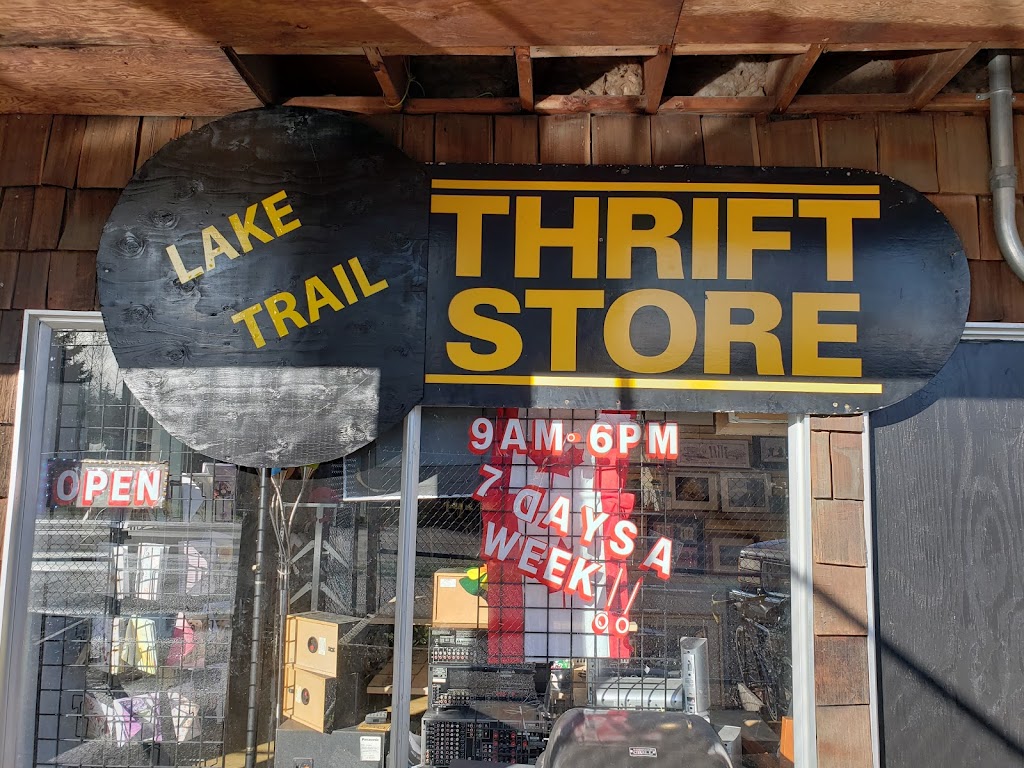 LAKE
TRAIL
THRIFT
STORE
OPEN
9AM-6PM
7 DAYS A
WEEK!!